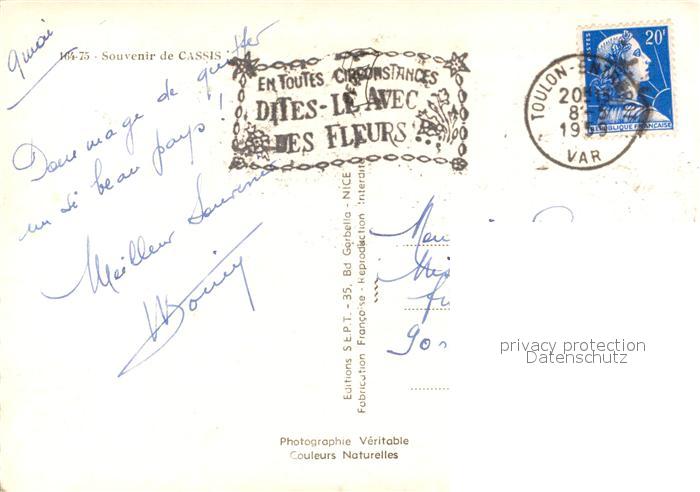 164-75 - Souvenir de CASSIS
Dommage de quitter
un si beau pays !
Meilleur Souvenir
EN TOUTES CIRCONSTANCES
DITES-LE AVEC
DES FLEURS
TOULON-
VAR
POSTES
20F
REPUBLIQUE FRANÇAISE
Editions S.E.P.T. - 35, Bd Gorbella - NICE
Fabrication Française - Reproduction Interdite
privacy protection
Datenschutz
Photographie Véritable
Couleurs Naturelles